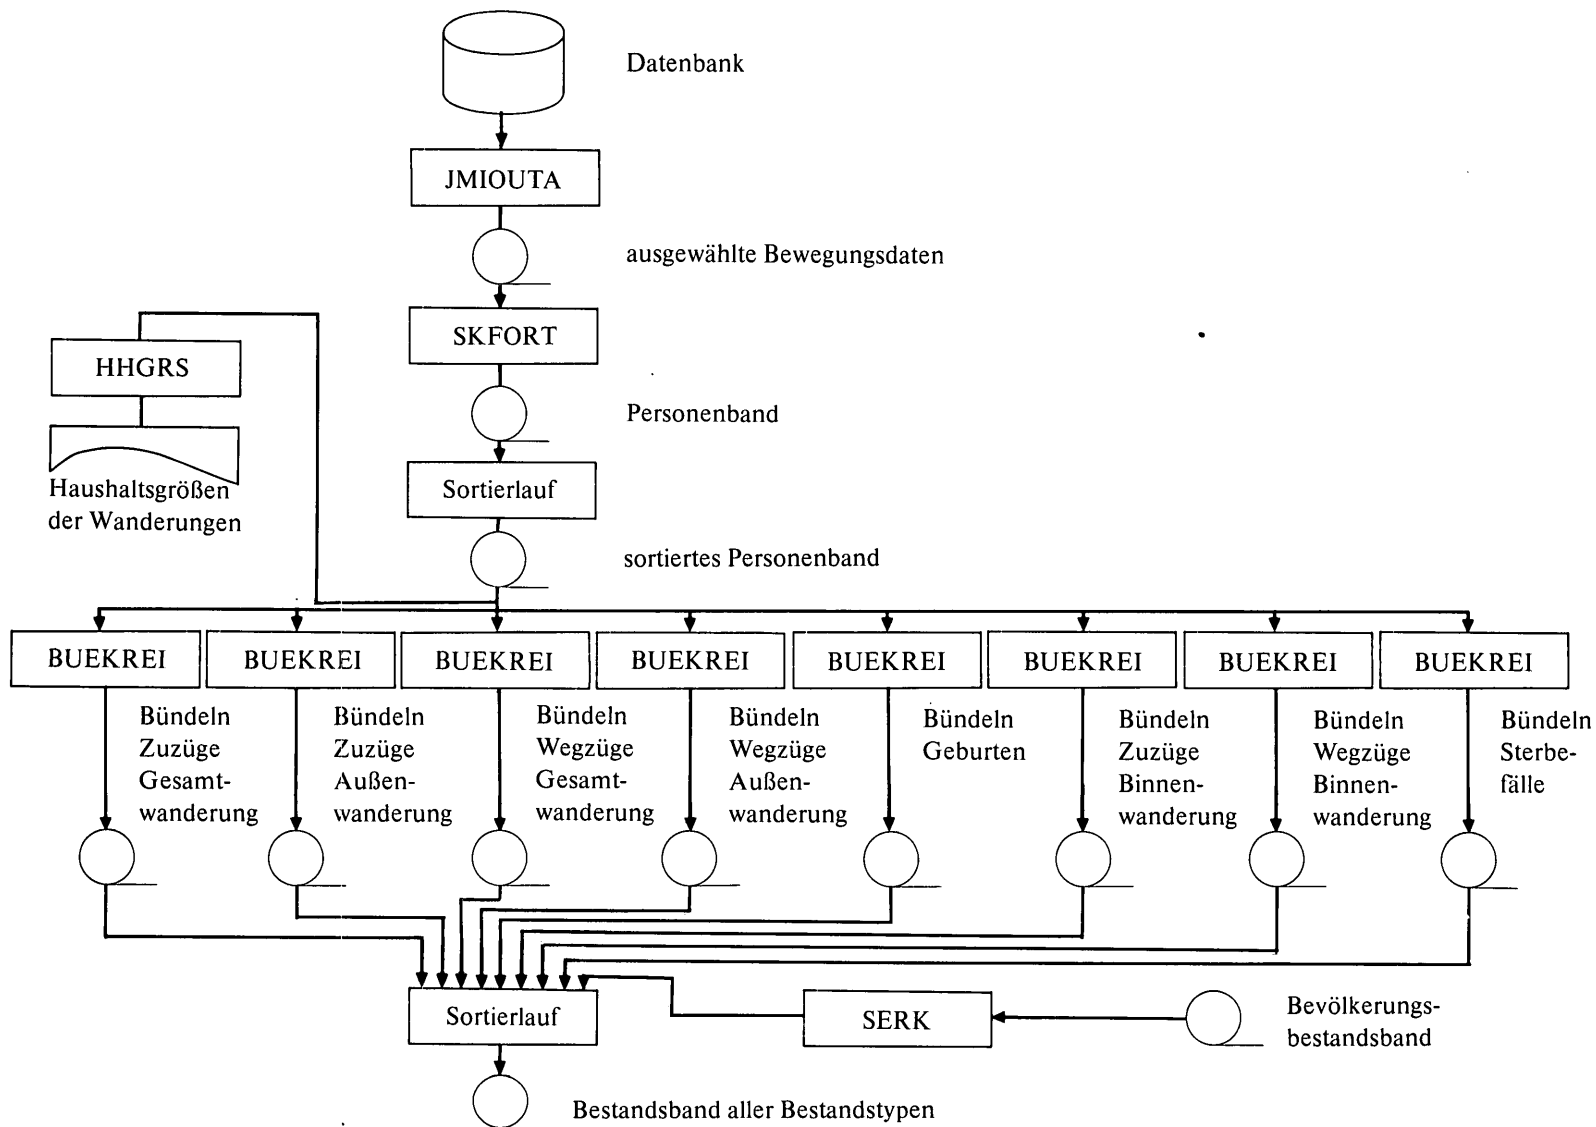 Datenbank
JMIOUTA
ausgewählte Bewegungsdaten
SKFORT
HHGRS
Personenband
Haushaltsgrößen
der Wanderungen
Sortierlauf
sortiertes Personenband
BUEKREI
BUEKREI
BUEKREI
BUEKREI
BUEKREI
BUEKREI
BUEKREI
BUEKREI
Bündeln
Zuzüge
Gesamt-
wanderung
Bündeln
Zuzüge
Außen-
wanderung
Bündeln
Wegzüge
Gesamt-
wanderung
Bündeln
Wegzüge
Außen-
wanderung
Bündeln
Geburten
Bündeln
Zuzüge
Binnen-
wanderung
Bündeln
Wegzüge
Binnen-
wanderung
Bündeln
Sterbe-
fälle
Sortierlauf
SERK
Bevölkerungs-
bestandsband
Bestandsband aller Bestandstypen